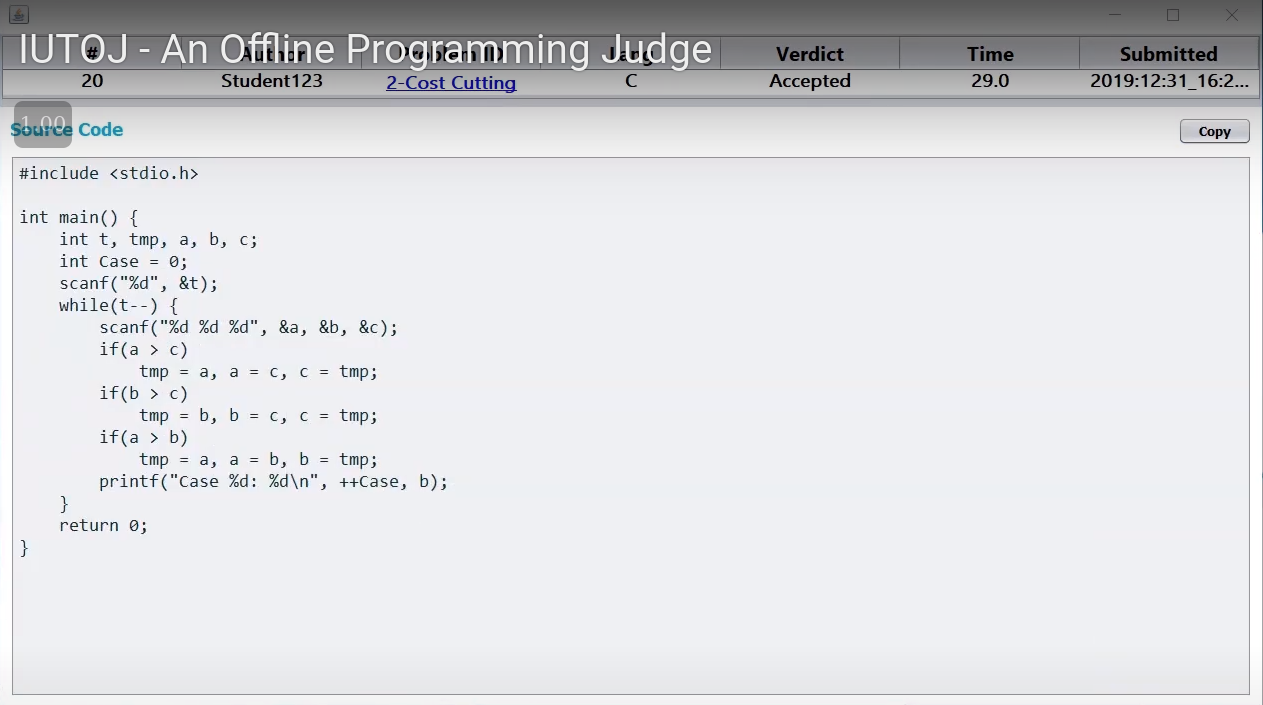 IUTOJ - An Offline Programming Judge
# Author Problem ID Lang Verdict Time Submitted
20 Student123 2-Cost Cutting C Accepted 29.0 2019:12:31_16:2...
1.00
Source Code
Copy
#include <stdio.h>
int main() {
    int t, tmp, a, b, c;
    int Case = 0;
    scanf("%d", &t);
    while(t--) {
        scanf("%d %d %d", &a, &b, &c);
        if(a > c)
            tmp = a, a = c, c = tmp;
        if(b > c)
            tmp = b, b = c, c = tmp;
        if(a > b)
            tmp = a, a = b, b = tmp;
        printf("Case %d: %d\n", ++Case, b);
    }
    return 0;
}